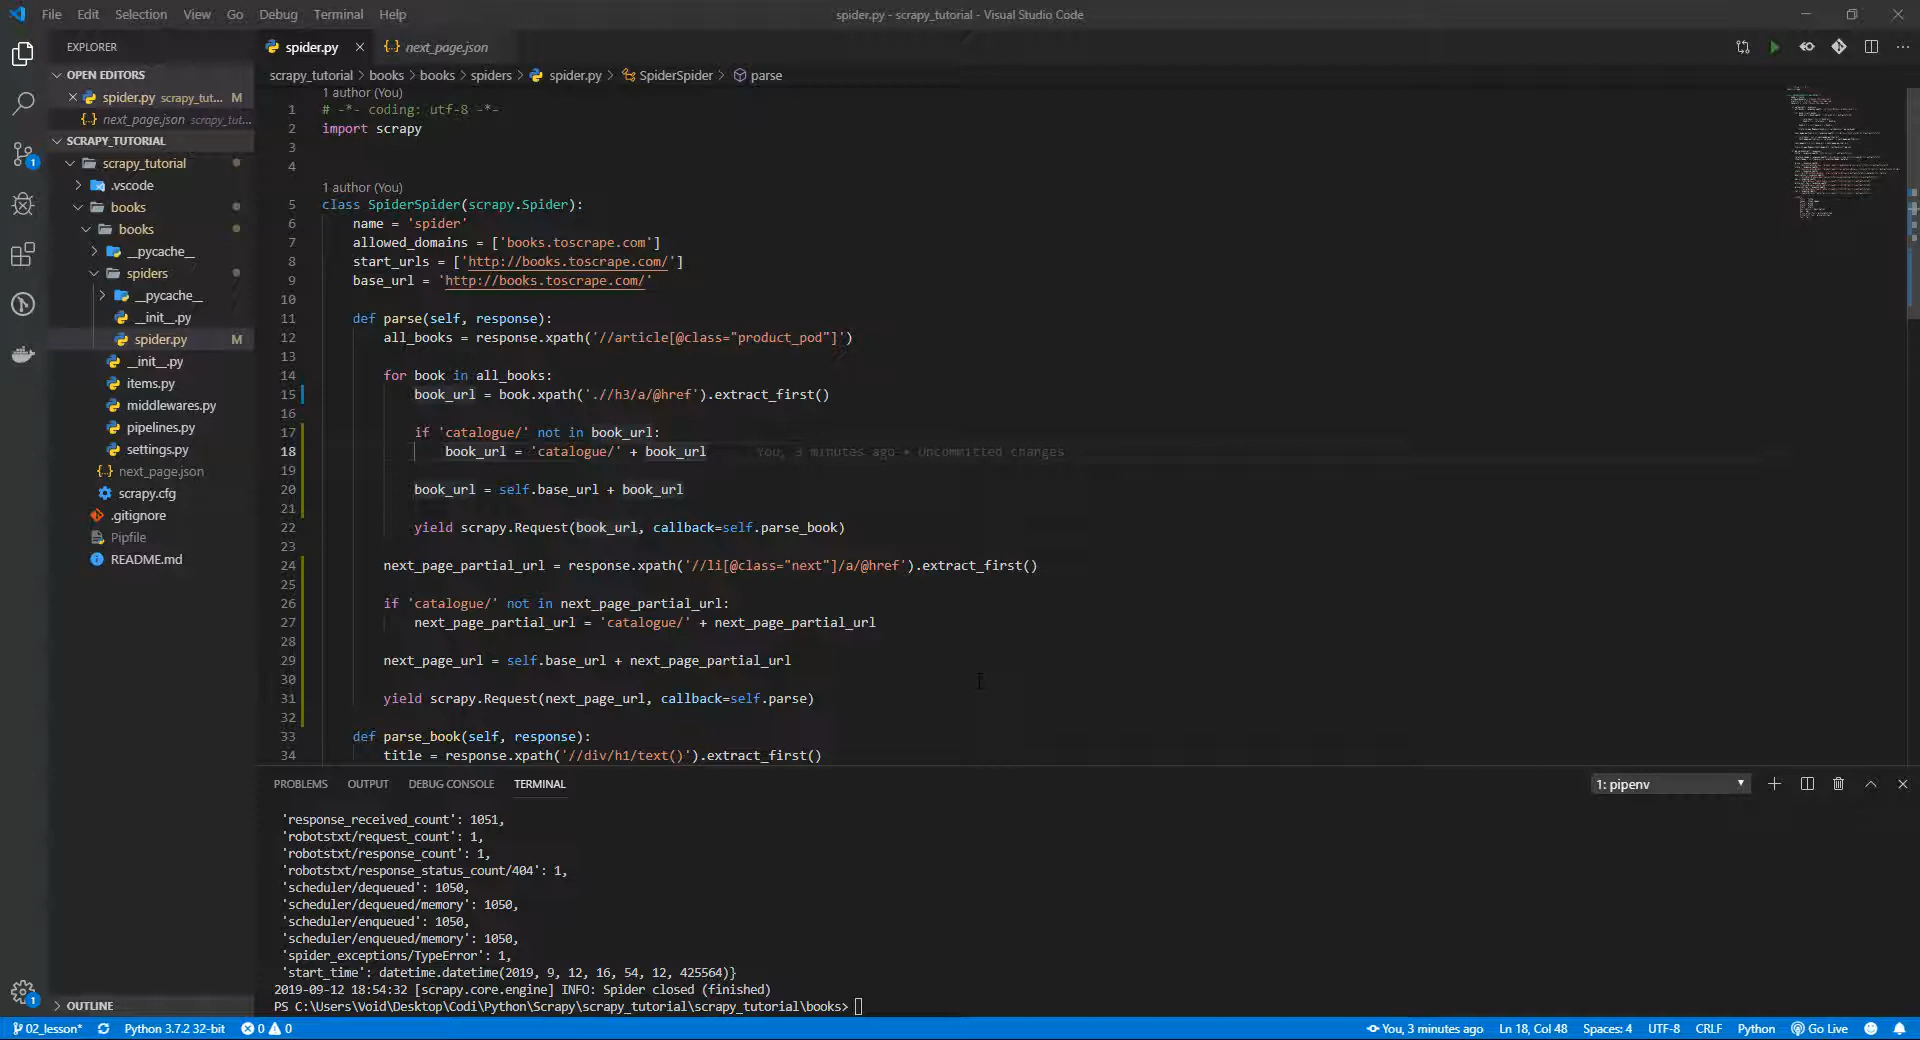 File Edit Selection View Go Debug Terminal Help
spider.py - scrapy_tutorial - Visual Studio Code
EXPLORER
OPEN EDITORS
spider.py scrapy_tut... M
next_page.json scrapy_tut...
SCRAPY_TUTORIAL
scrapy_tutorial
.vscode
books
books
__pycache__
spiders
__pycache__
__init__.py
spider.py M
__init__.py
items.py
middlewares.py
pipelines.py
settings.py
next_page.json
scrapy.cfg
.gitignore
Pipfile
README.md
OUTLINE
1
1
spider.py next_page.json
scrapy_tutorial > books > books > spiders > spider.py > SpiderSpider > parse
1 author (You)
1 # -*- coding: utf-8 -*-
2 import scrapy
3
4
1 author (You)
5 class SpiderSpider(scrapy.Spider):
6 name = 'spider'
7 allowed_domains = ['books.toscrape.com']
8 start_urls = ['http://books.toscrape.com/']
9 base_url = 'http://books.toscrape.com/'
10
11 def parse(self, response):
12 all_books = response.xpath('//article[@class="product_pod"]')
13
14 for book in all_books:
15 book_url = book.xpath('.//h3/a/@href').extract_first()
16
17 if 'catalogue/' not in book_url:
18 book_url = 'catalogue/' + book_url You, 3 minutes ago • Uncommitted changes
19
20 book_url = self.base_url + book_url
21
22 yield scrapy.Request(book_url, callback=self.parse_book)
23
24 next_page_partial_url = response.xpath('//li[@class="next"]/a/@href').extract_first()
25
26 if 'catalogue/' not in next_page_partial_url:
27 next_page_partial_url = 'catalogue/' + next_page_partial_url
28
29 next_page_url = self.base_url + next_page_partial_url
30
31 yield scrapy.Request(next_page_url, callback=self.parse)
32
33 def parse_book(self, response):
34 title = response.xpath('//div/h1/text()').extract_first()
PROBLEMS OUTPUT DEBUG CONSOLE TERMINAL 1: pipenv
'response_received_count': 1051,
'robotstxt/request_count': 1,
'robotstxt/response_count': 1,
'robotstxt/response_status_count/404': 1,
'scheduler/dequeued': 1050,
'scheduler/dequeued/memory': 1050,
'scheduler/enqueued': 1050,
'scheduler/enqueued/memory': 1050,
'spider_exceptions/TypeError': 1,
'start_time': datetime.datetime(2019, 9, 12, 16, 54, 12, 425564)}
2019-09-12 18:54:32 [scrapy.core.engine] INFO: Spider closed (finished)
PS C:\Users\Void\Desktop\Codi\Python\Scrapy\scrapy_tutorial\scrapy_tutorial\books>
02_lesson* Python 3.7.2 32-bit 0 0 You, 3 minutes ago Ln 18, Col 48 Spaces: 4 UTF-8 CRLF Python Go Live